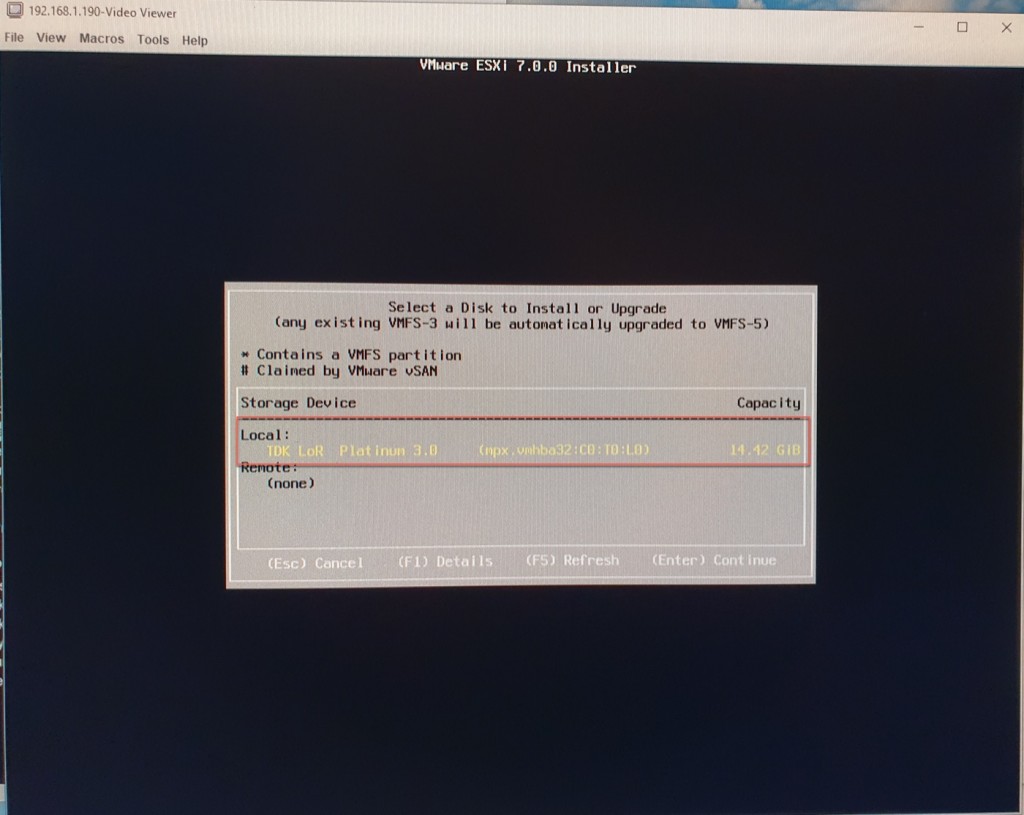 192.168.1.190-Video Viewer
File View Macros Tools Help
VMware ESXi 7.0.0 Installer
Select a Disk to Install or Upgrade
(any existing VMFS-3 will be automatically upgraded to VMFS-5)
* Contains a VMFS partition
# Claimed by VMware vSAN
Storage Device Capacity
Local:
TDK LoR Platinum 3.0 (mpx.vmhba32:C0:T0:L0) 14.42 GiB
Remote:
(none)
(Esc) Cancel (F1) Details (F5) Refresh (Enter) Continue